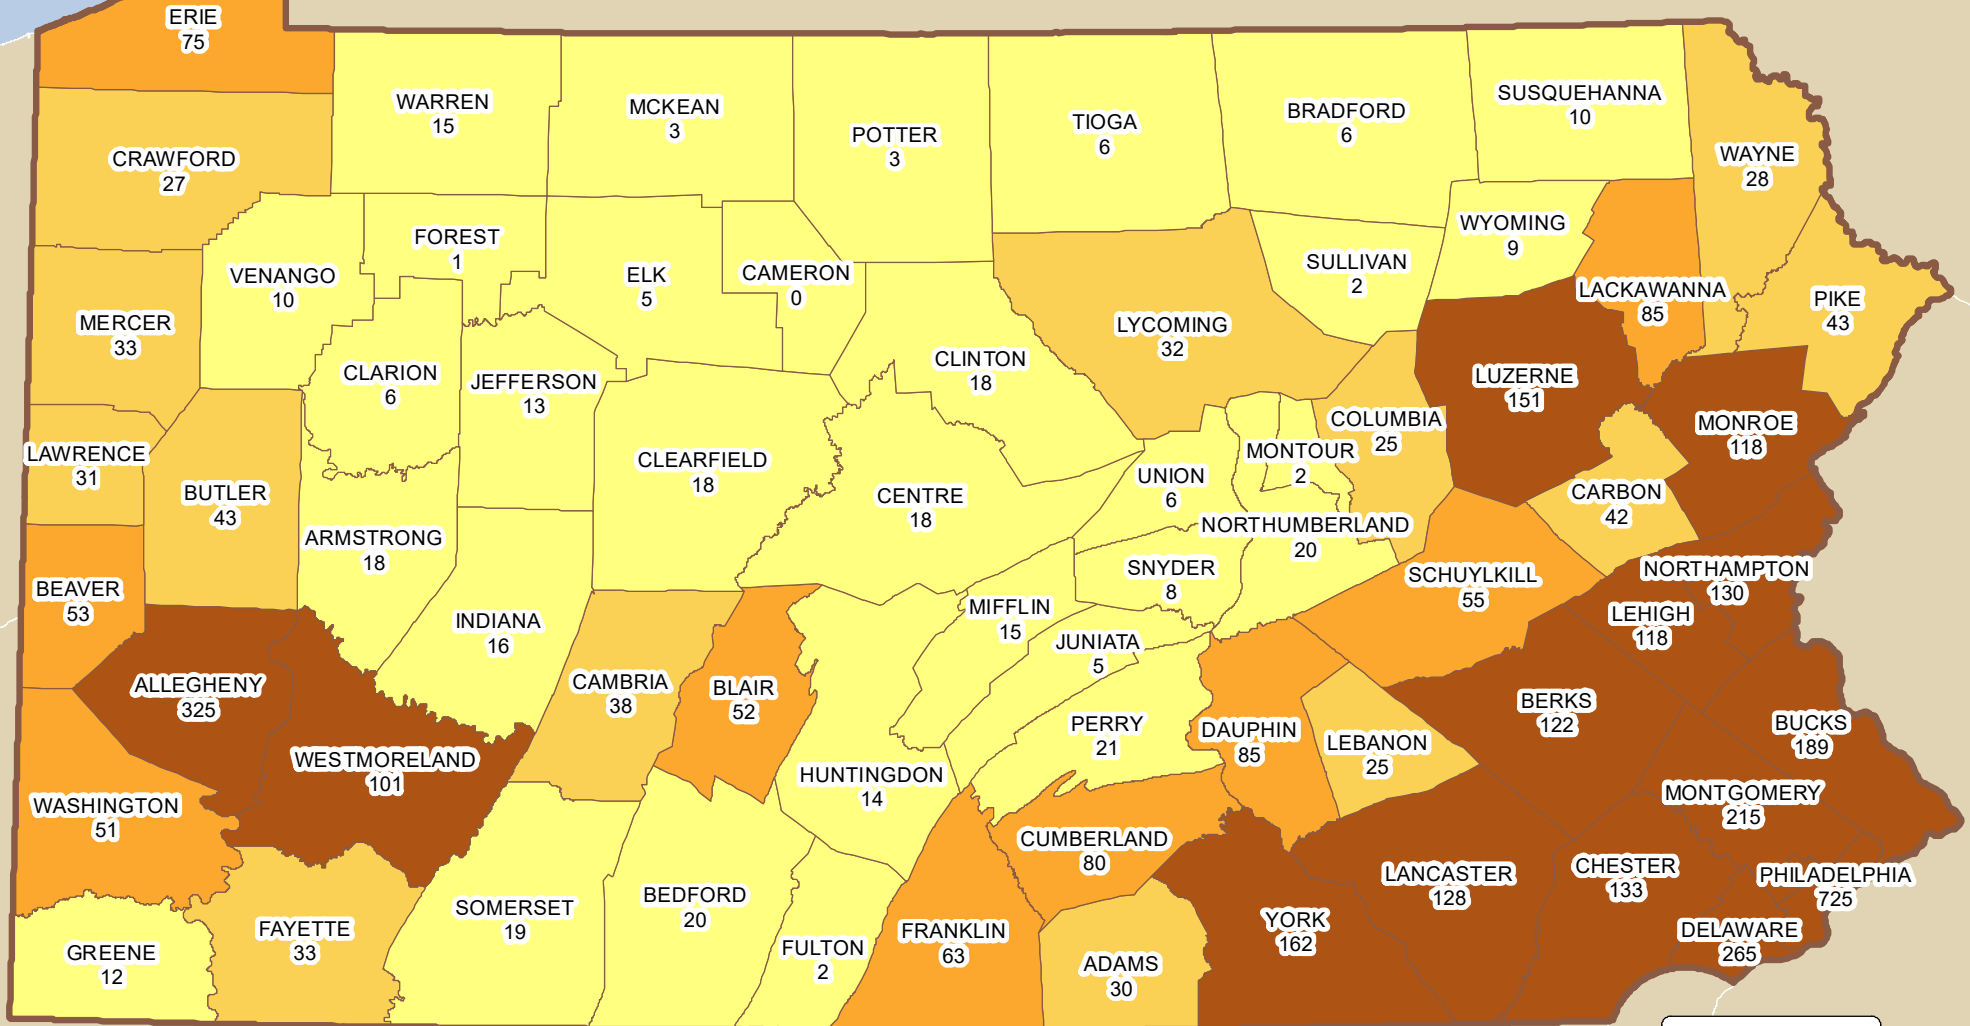 ERIE
75
WARREN
15
MCKEAN
3
POTTER
3
TIOGA
6
BRADFORD
6
SUSQUEHANNA
10
WAYNE
28
CRAWFORD
27
VENANGO
10
FOREST
1
ELK
5
CAMERON
0
SULLIVAN
2
WYOMING
9
LACKAWANNA
85
PIKE
43
MERCER
33
CLARION
6
JEFFERSON
13
CLINTON
18
LYCOMING
32
LUZERNE
151
MONROE
118
COLUMBIA
25
LAWRENCE
31
BUTLER
43
CLEARFIELD
18
CENTRE
18
UNION
6
MONTOUR
2
CARBON
42
ARMSTRONG
18
NORTHUMBERLAND
20
BEAVER
53
INDIANA
16
SNYDER
8
MIFFLIN
15
JUNIATA
5
SCHUYLKILL
55
NORTHAMPTON
130
LEHIGH
118
ALLEGHENY
325
CAMBRIA
38
BLAIR
52
PERRY
21
DAUPHIN
85
LEBANON
25
BERKS
122
BUCKS
189
WESTMORELAND
101
HUNTINGDON
14
MONTGOMERY
215
WASHINGTON
51
CUMBERLAND
80
LANCASTER
128
CHESTER
133
PHILADELPHIA
725
GREENE
12
FAYETTE
33
SOMERSET
19
BEDFORD
20
FULTON
2
FRANKLIN
63
ADAMS
30
YORK
162
DELAWARE
265